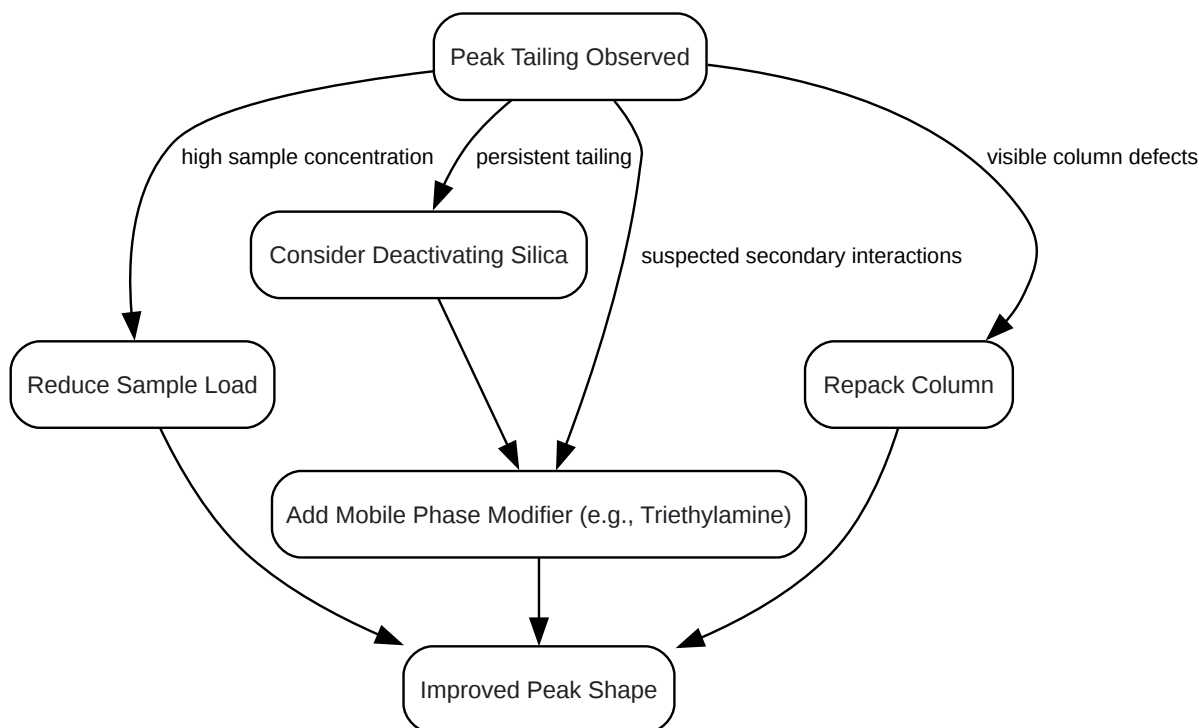 Peak Tailing Observed
high sample concentration
persistent tailing
visible column defects
Consider Deactivating Silica
suspected secondary interactions
Reduce Sample Load
Repack Column
Add Mobile Phase Modifier (e.g., Triethylamine)
Improved Peak Shape